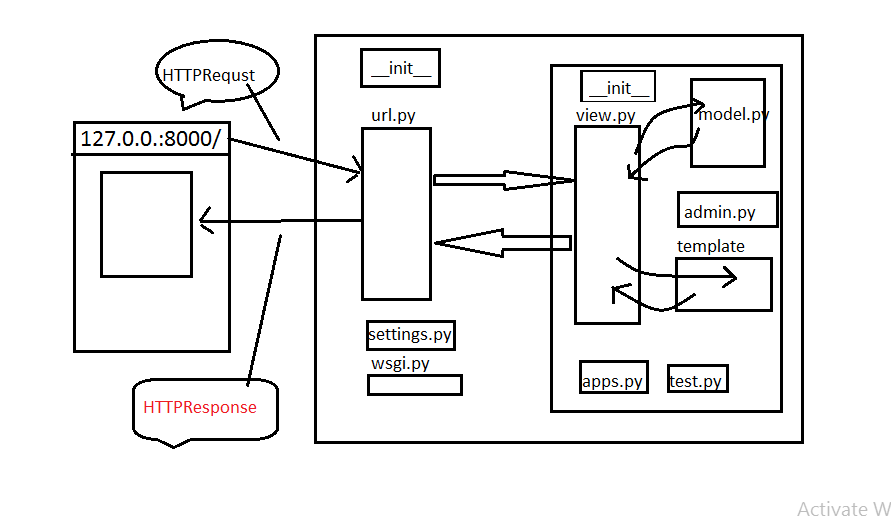 HTTPRequst
127.0.0.:8000/
HTTPResponse
__init__
url.py
settings.py
wsgi.py
__init__
view.py
model.py
admin.py
template
apps.py
test.py
Activate W